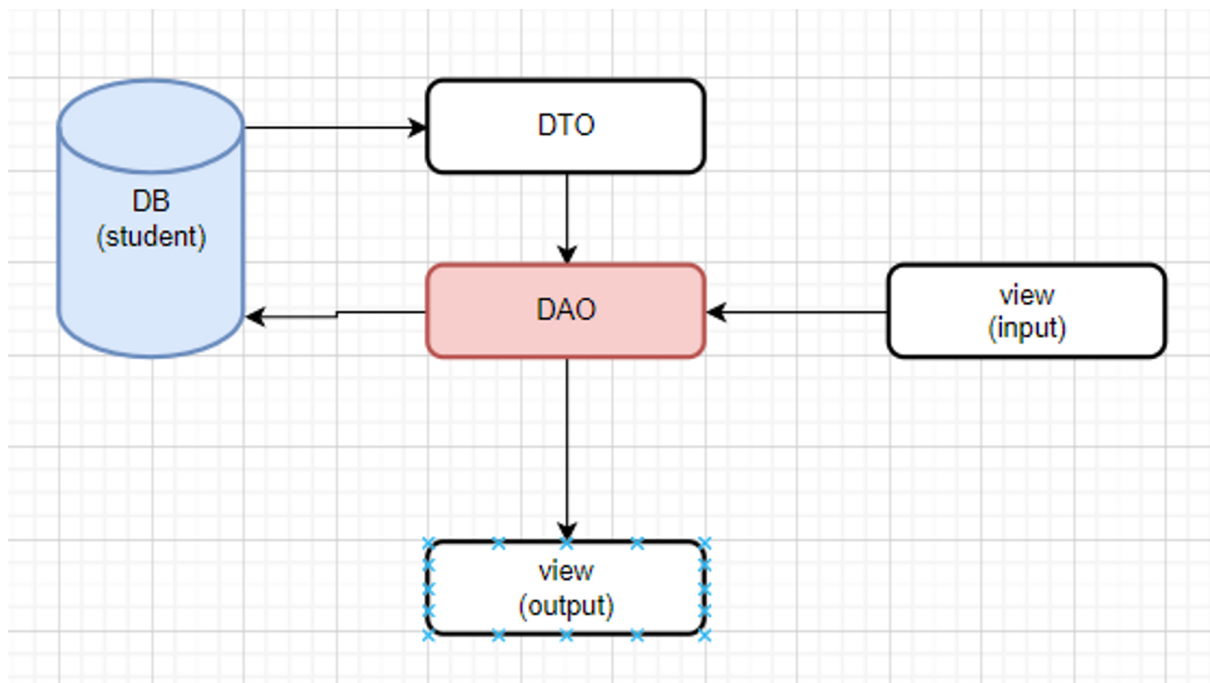 DTO
DB
(student)
DAO
view
(input)
view
(output)